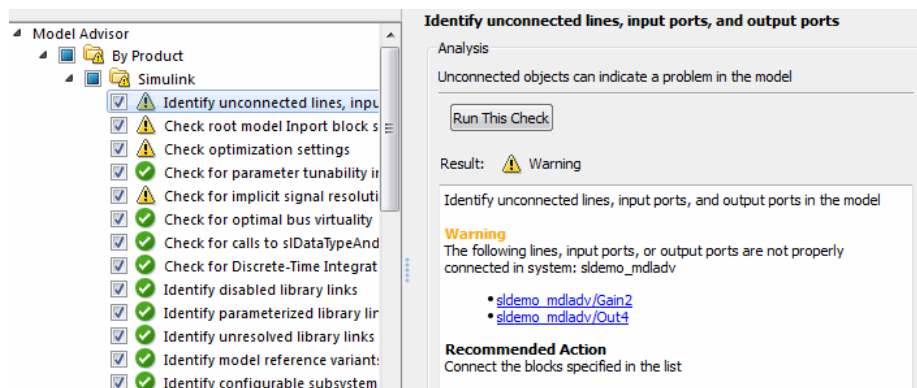 Model Advisor
By Product
Simulink
Identify unconnected lines, inpu
Check root model Inport block s
Check optimization settings
Check for parameter tunability in
Check for implicit signal resoluti
Check for optimal bus virtuality
Check for calls to slDataTypeAnd
Check for Discrete-Time Integrat
Identify disabled library links
Identify parameterized library lin
Identify unresolved library links
Identify model reference variants
Identify configurable subsystem
Identify unconnected lines, input ports, and output ports
Analysis
Unconnected objects can indicate a problem in the model
Run This Check
Result: Warning
Identify unconnected lines, input ports, and output ports in the model
Warning
The following lines, input ports, or output ports are not properly
connected in system: sldemo_mdladv
• sldemo_mdladv/Gain2
• sldemo_mdladv/Out4
Recommended Action
Connect the blocks specified in the list